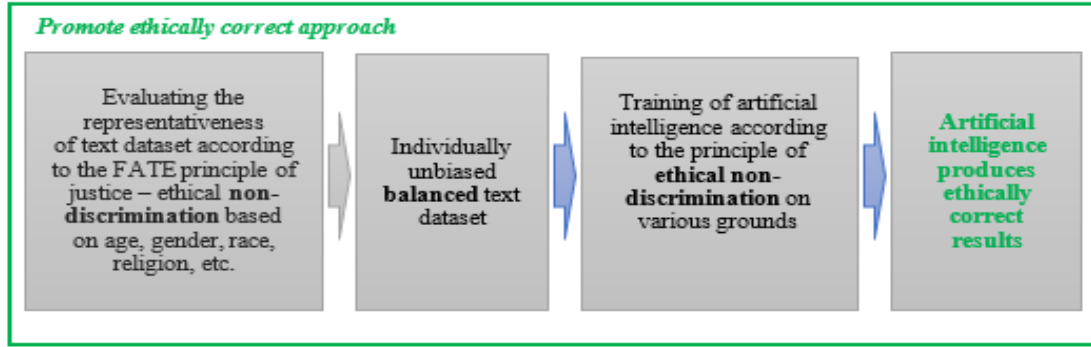 Promote ethically correct approach
Evaluating the
representativeness
of text dataset according
to the FATE principle of
justice – ethical non-
discrimination based
on age, gender, race,
religion, etc.
Individually
unbiased
balanced text
dataset
Training of artificial
intelligence according
to the principle of
ethical non-
discrimination on
various grounds
Artificial
intelligence
produces
ethically
correct
results